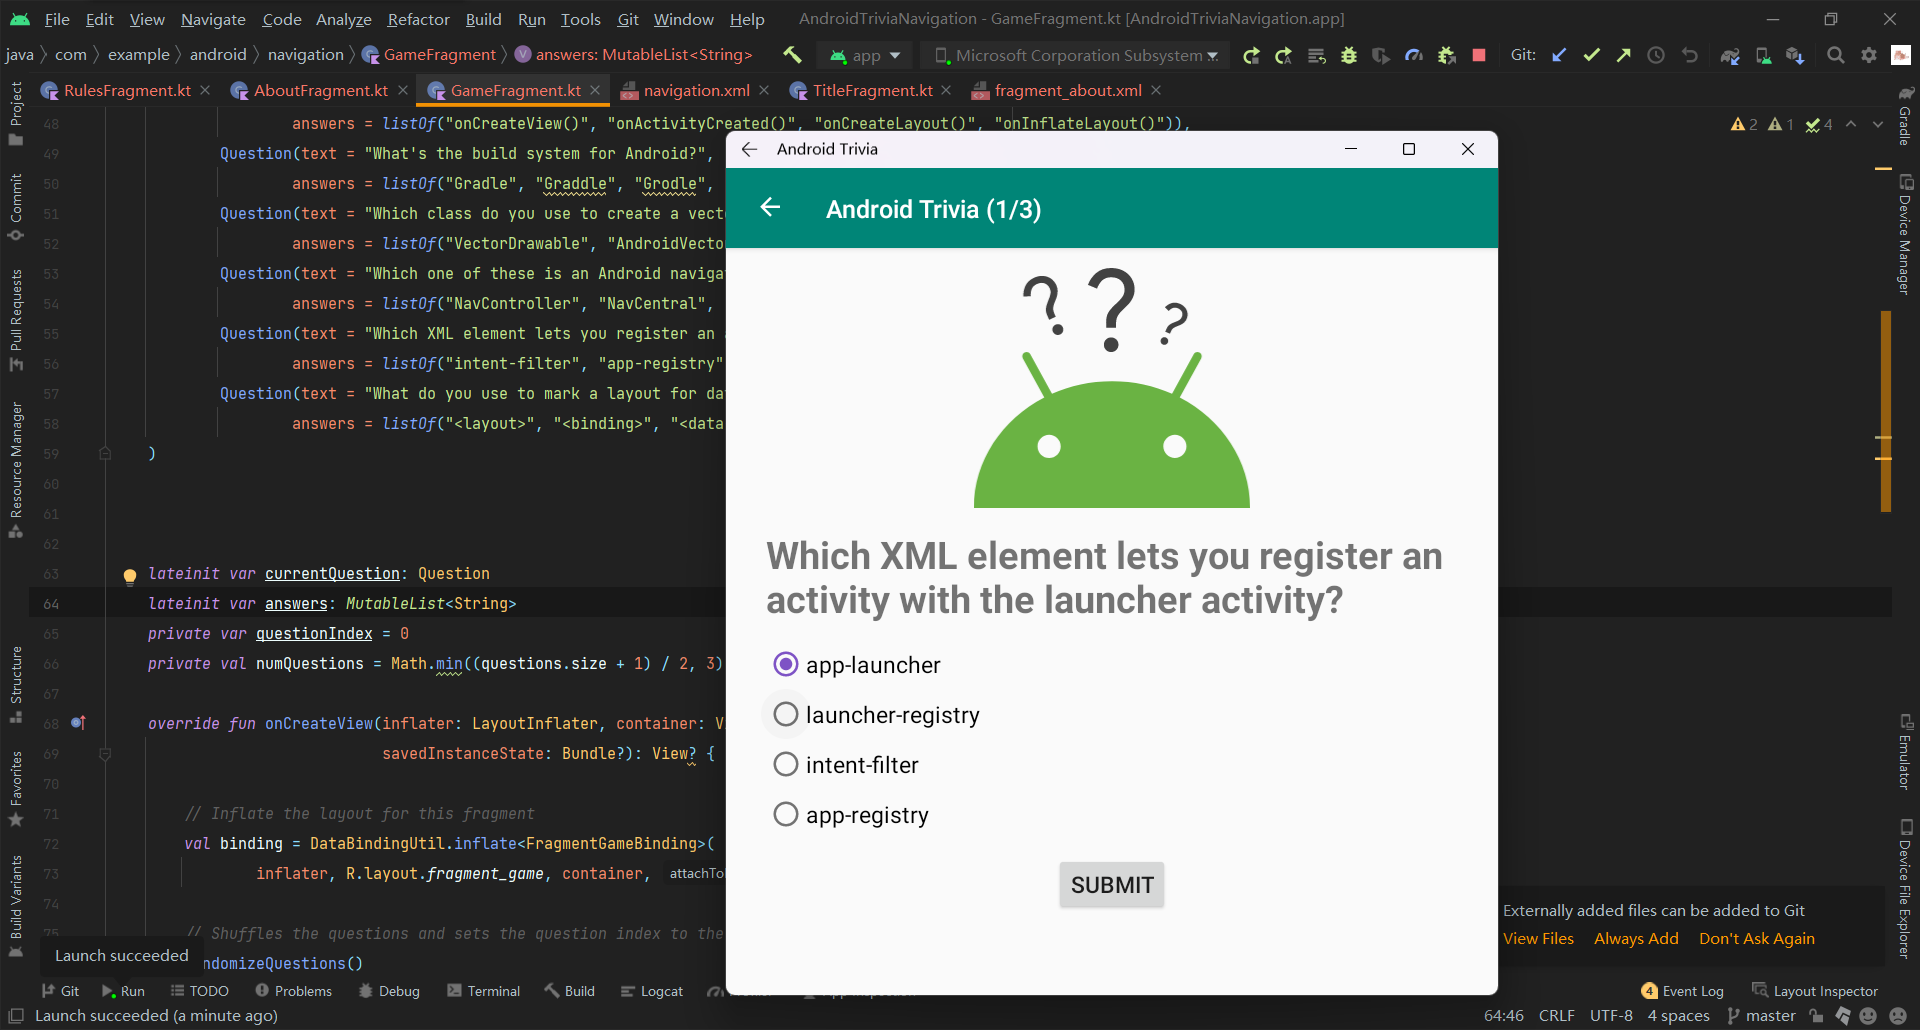 File Edit View Navigate Code Analyze Refactor Build Run Tools Git Window Help AndroidTriviaNavigation - GameFragment.kt [AndroidTriviaNavigation.app]
java com example android navigation GameFragment answers: MutableList<String> app Microsoft Corporation Subsystem Git:
RulesFragment.kt AboutFragment.kt GameFragment.kt navigation.xml TitleFragment.kt fragment_about.xml
Project
Commit
Pull Requests
Resource Manager
Structure
Favorites
Build Variants
48 answers = listOf("onCreateView()", "onActivityCreated()", "onCreateLayout()", "onInflateLayout()")),
49 Question(text = "What's the build system for Android?",
50 answers = listOf("Gradle", "Graddle", "Grodle",
51 Question(text = "Which class do you use to create a vect
52 answers = listOf("VectorDrawable", "AndroidVecto
53 Question(text = "Which one of these is an Android navigat
54 answers = listOf("NavController", "NavCentral",
55 Question(text = "Which XML element lets you register an
56 answers = listOf("intent-filter", "app-registry"
57 Question(text = "What do you use to mark a layout for da
58 answers = listOf("<layout>", "<binding>", "<data
59 )
60
61
62
63 lateinit var currentQuestion: Question
64 lateinit var answers: MutableList<String>
65 private var questionIndex = 0
66 private val numQuestions = Math.min((questions.size + 1) / 2, 3)
67
68 override fun onCreateView(inflater: LayoutInflater, container: V
69 savedInstanceState: Bundle?): View? {
70
71 // Inflate the layout for this fragment
72 val binding = DataBindingUtil.inflate<FragmentGameBinding>(
73 inflater, R.layout.fragment_game, container, attachTo
74
75 // Shuffles the questions and sets the question index to the
ndomizeQuestions()
2 1 4
Android Trivia
Android Trivia (1/3)
? ? ?
Which XML element lets you register an
activity with the launcher activity?
app-launcher
launcher-registry
intent-filter
app-registry
SUBMIT
Gradle
Device Manager
Emulator
Device File Explorer
Externally added files can be added to Git
View Files Always Add Don't Ask Again
Launch succeeded
Git Run TODO Problems Debug Terminal Build Logcat 4 Event Log Layout Inspector
Launch succeeded (a minute ago) 64:46 CRLF UTF-8 4 spaces master